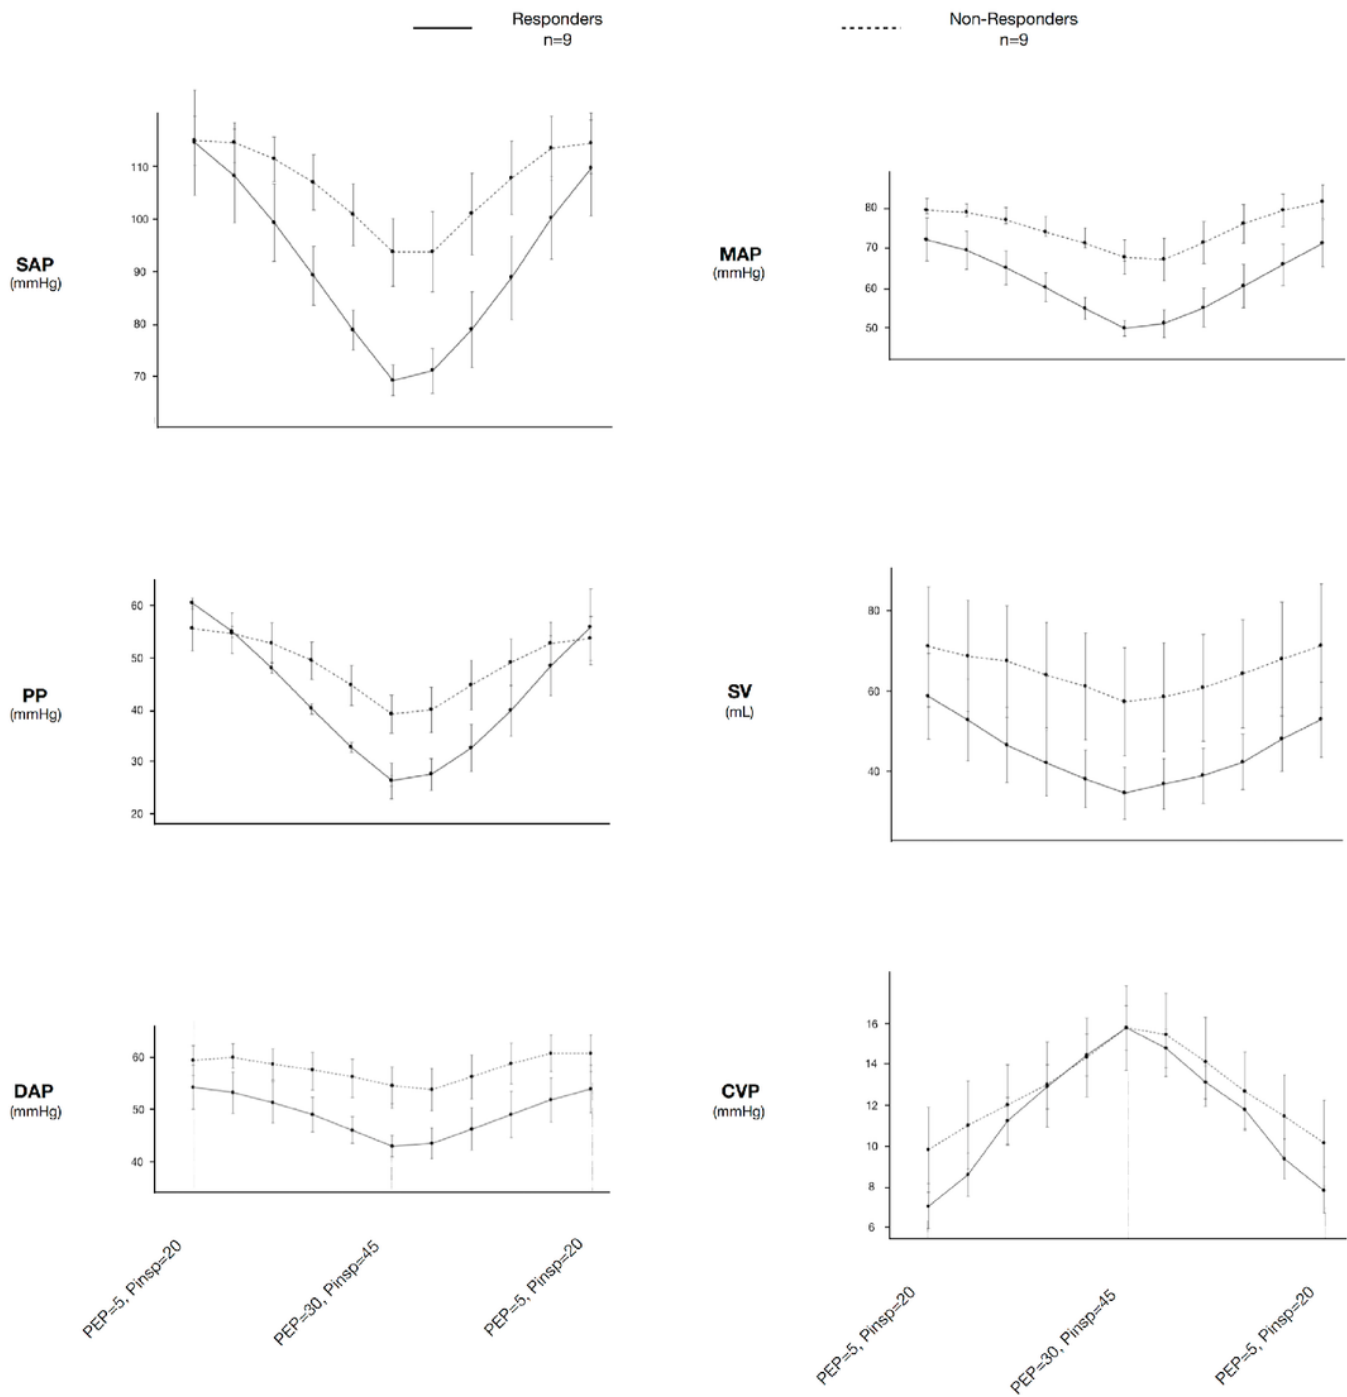 Responders
n=9
Non-Responders
n=9
SAP
(mmHg)
110
100
90
80
70
MAP
(mmHg)
80
70
60
50
PP
(mmHg)
60
50
40
30
20
SV
(mL)
80
60
40
DAP
(mmHg)
60
50
40
CVP
(mmHg)
16
14
12
10
8
6
PEP=5, Pinsp=20
PEP=30, Pinsp=45
PEP=5, Pinsp=20
PEP=5, Pinsp=20
PEP=30, Pinsp=45
PEP=5, Pinsp=20